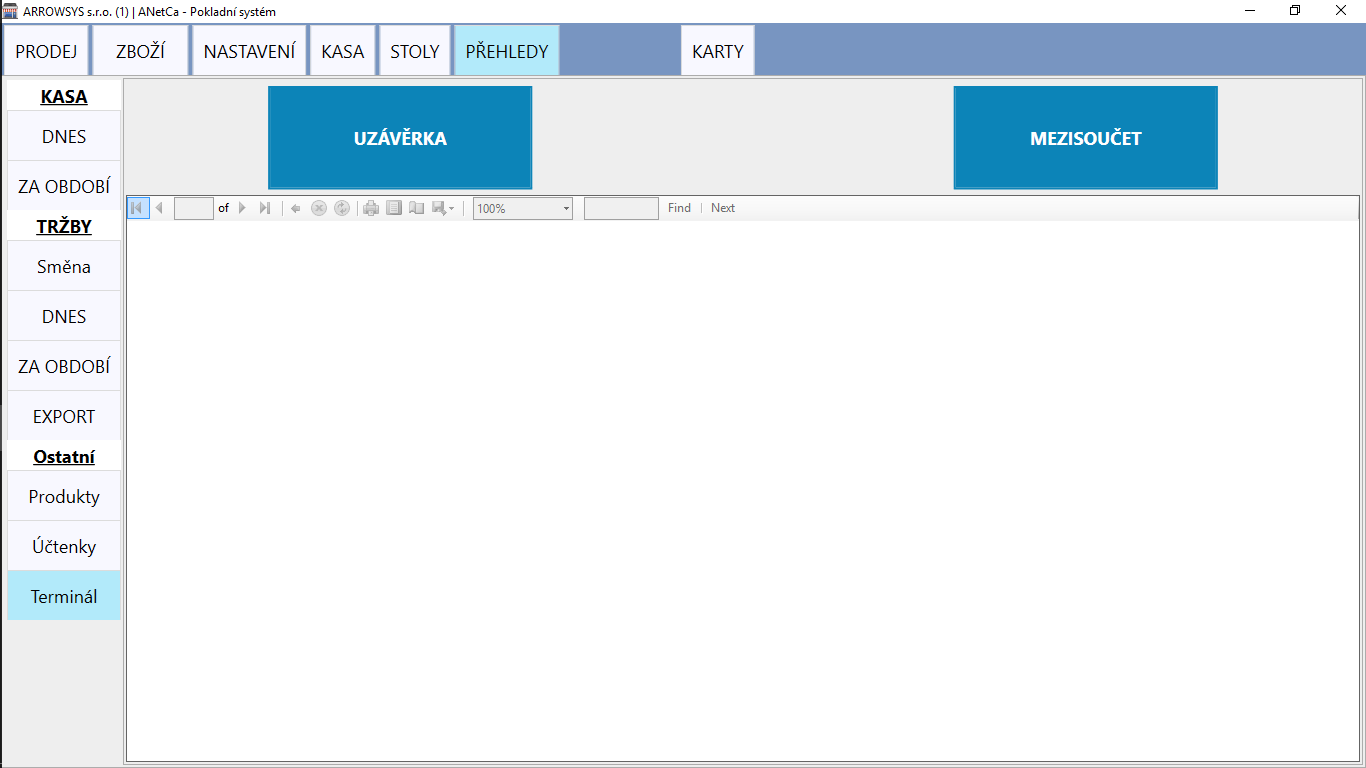 ARROWSYS s.r.o. (1) | ANetCa - Pokladní systém
PRODEJ ZBOŽÍ NASTAVENÍ KASA STOLY PŘEHLEDY KARTY
KASA
DNES
ZA OBDOBÍ
TRŽBY
Směna
DNES
ZA OBDOBÍ
EXPORT
Ostatní
Produkty
Účtenky
Terminál
UZÁVĚRKA MEZISOUČET
of 100% Find | Next